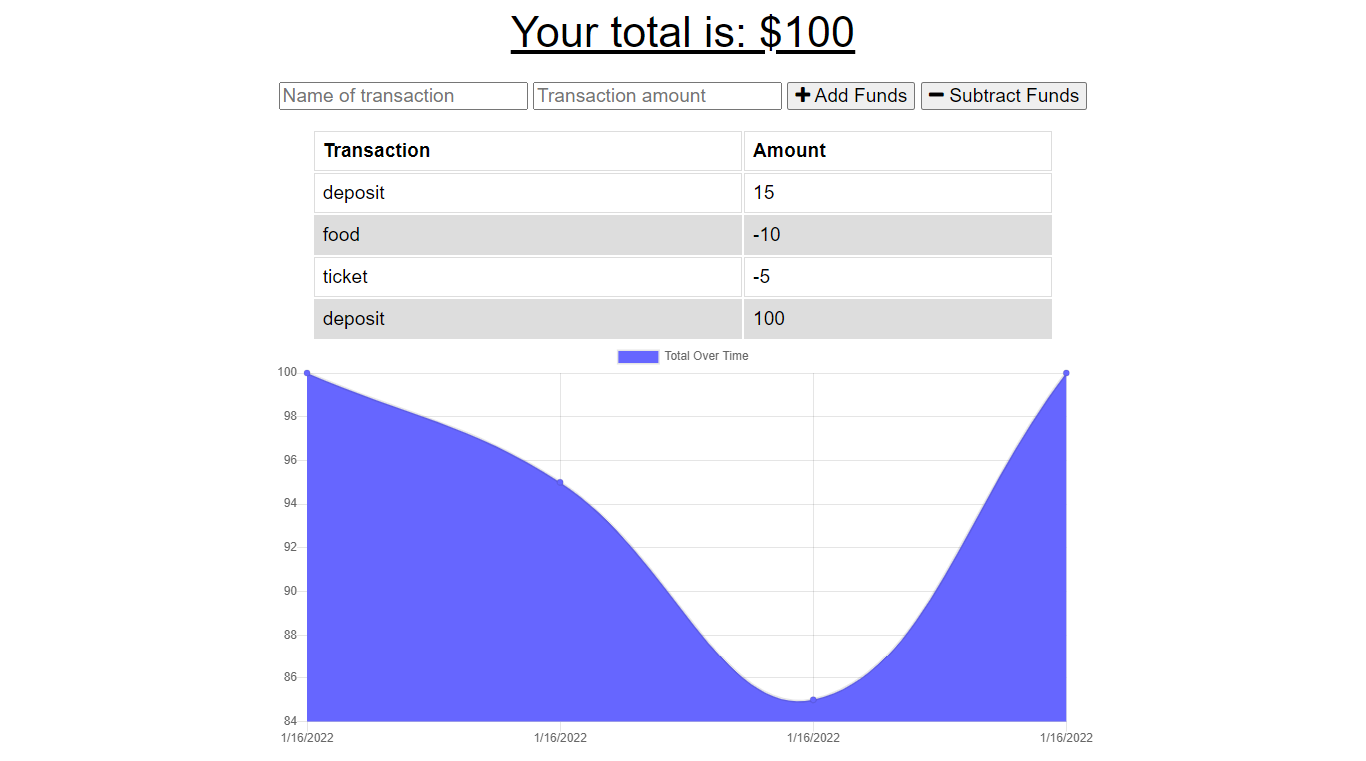 Your total is: $100
Name of transaction Transaction amount Add Funds Subtract Funds
Transaction Amount
deposit 15
food -10
ticket -5
deposit 100
Total Over Time
100
98
96
94
92
90
88
86
84
1/16/2022 1/16/2022 1/16/2022 1/16/2022